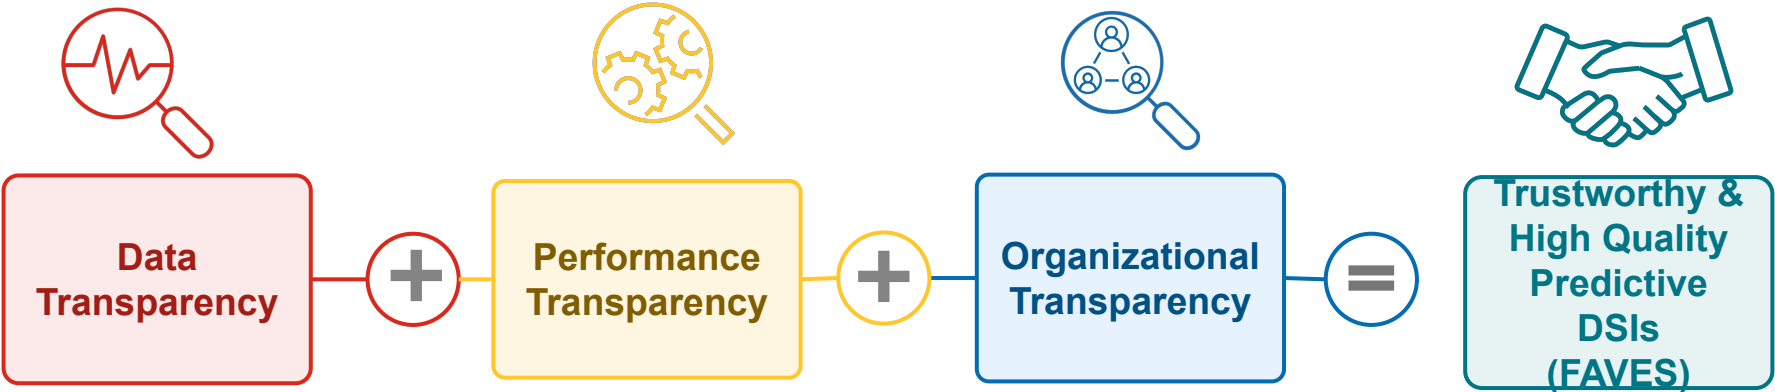 Data
Transparency
+
Performance
Transparency
+
Organizational
Transparency
=
Trustworthy &
High Quality
Predictive
DSIs
(FAVES)